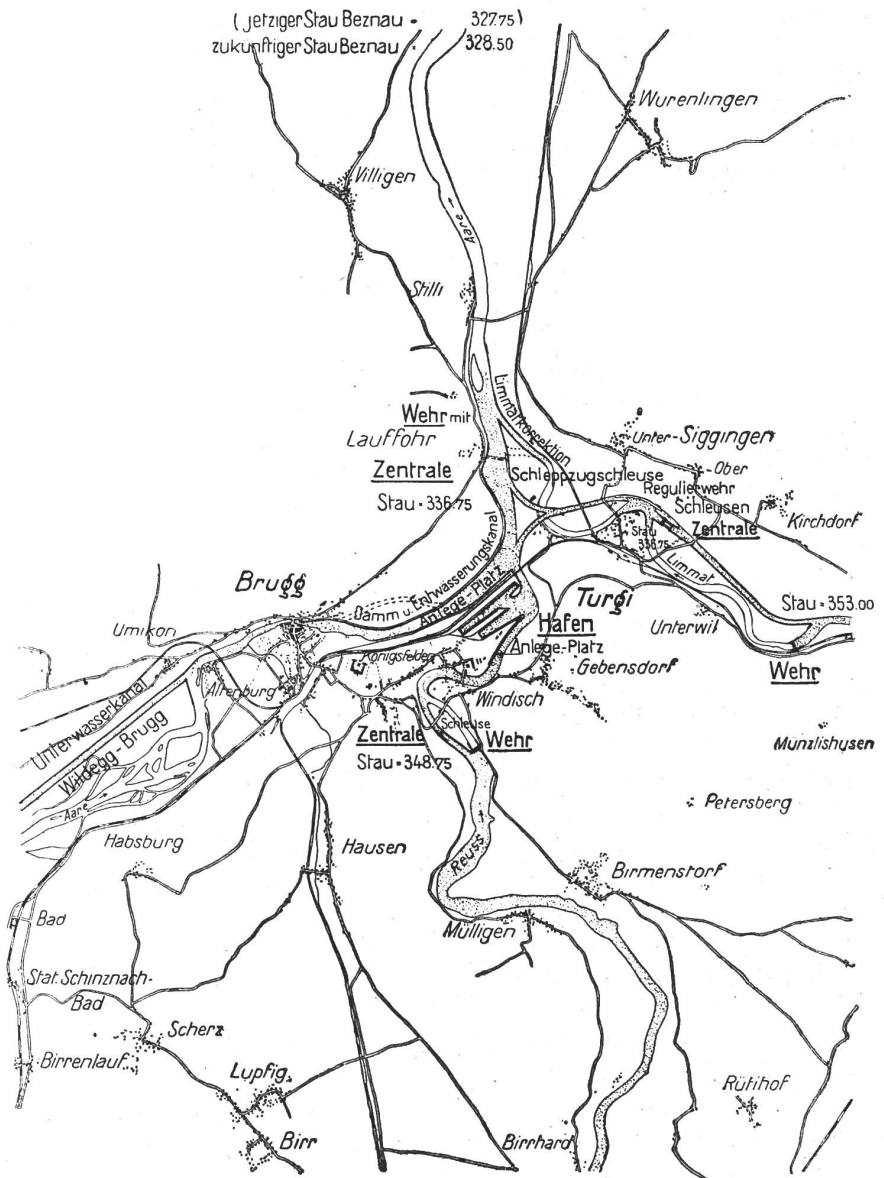 (jetziger Stau Beznau • 327.75)
zukünftiger Stau Beznau • 328.50
Würenlingen
Villigen
Aare
Stilli
Limmatkorrektion
Wehr mit
Lauffohr
Zentrale
Stau • 336.75
Unter-Siggingen
Ober
Schleppzugschleuse
Regulierwehr
Schleusen
Zentrale
Kirchdorf
Stau
336.75
Limmat
Brugg
Damm u. Entwässerungskanal
Anlege-Platz
Turgi
Stau • 353.00
Umikon
Hafen
Anlege-Platz
Unterwil
Wehr
Königsfelden
Gebensdorf
Altenburg
Windisch
Unterwasserkanal
Wildegg-Brugg
Zentrale
Schleuse
Wehr
Stau • 348.75
Munzlishusen
Aare
Petersberg
Habsburg
Hausen
Reuss
Birmenstorf
Bad
Mülligen
Stat. Schinznach-
Bad
Scherz
Birrenlauf
Lupfig
Rütihof
Birr
Birrhard